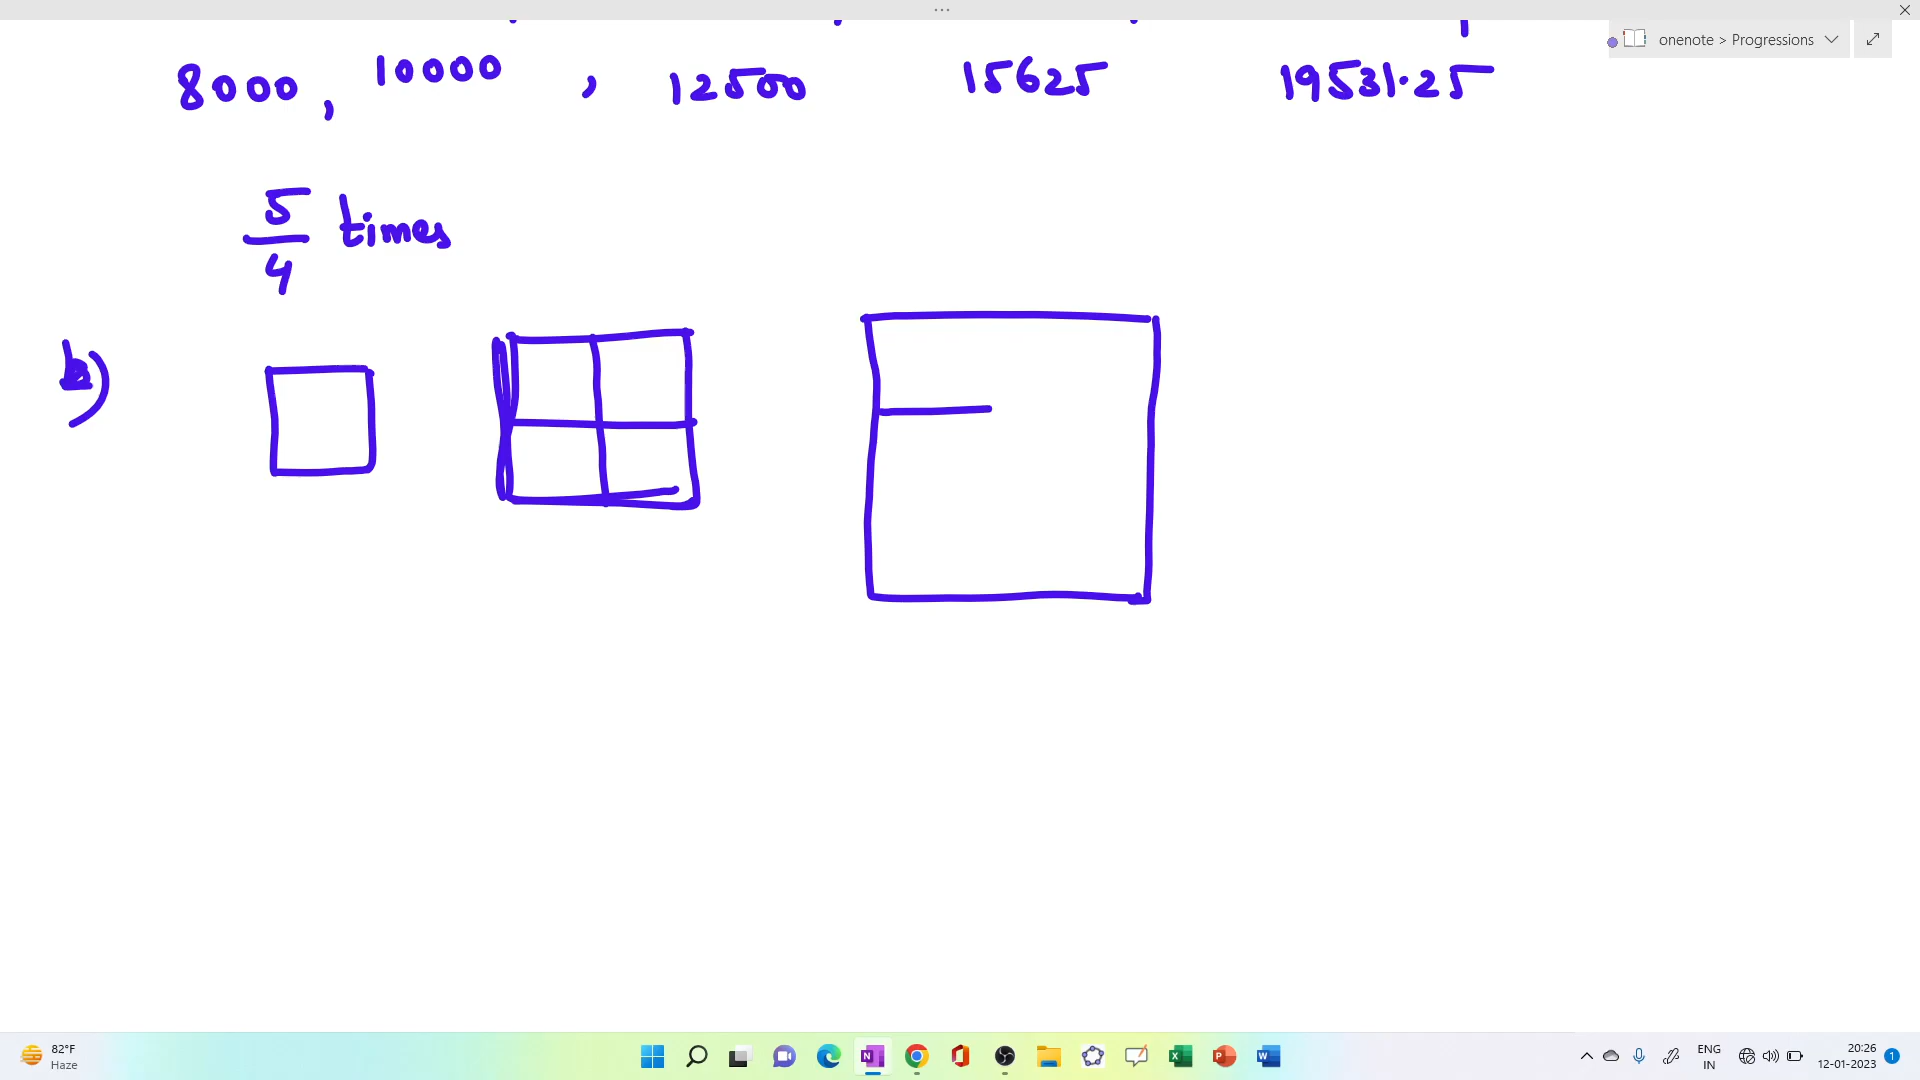 onenote > Progressions
8000, 10000, 12500 15625 19531.25
5
4
times
b)
82°F
Haze
ENG
IN
20:26
12-01-2023
1